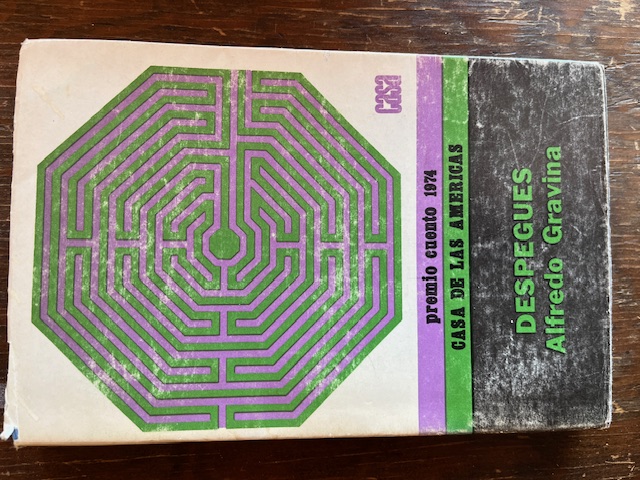 casa
premio cuento 1974
CASA DE LAS AMERICAS
DESPEGUES
Alfredo Gravina